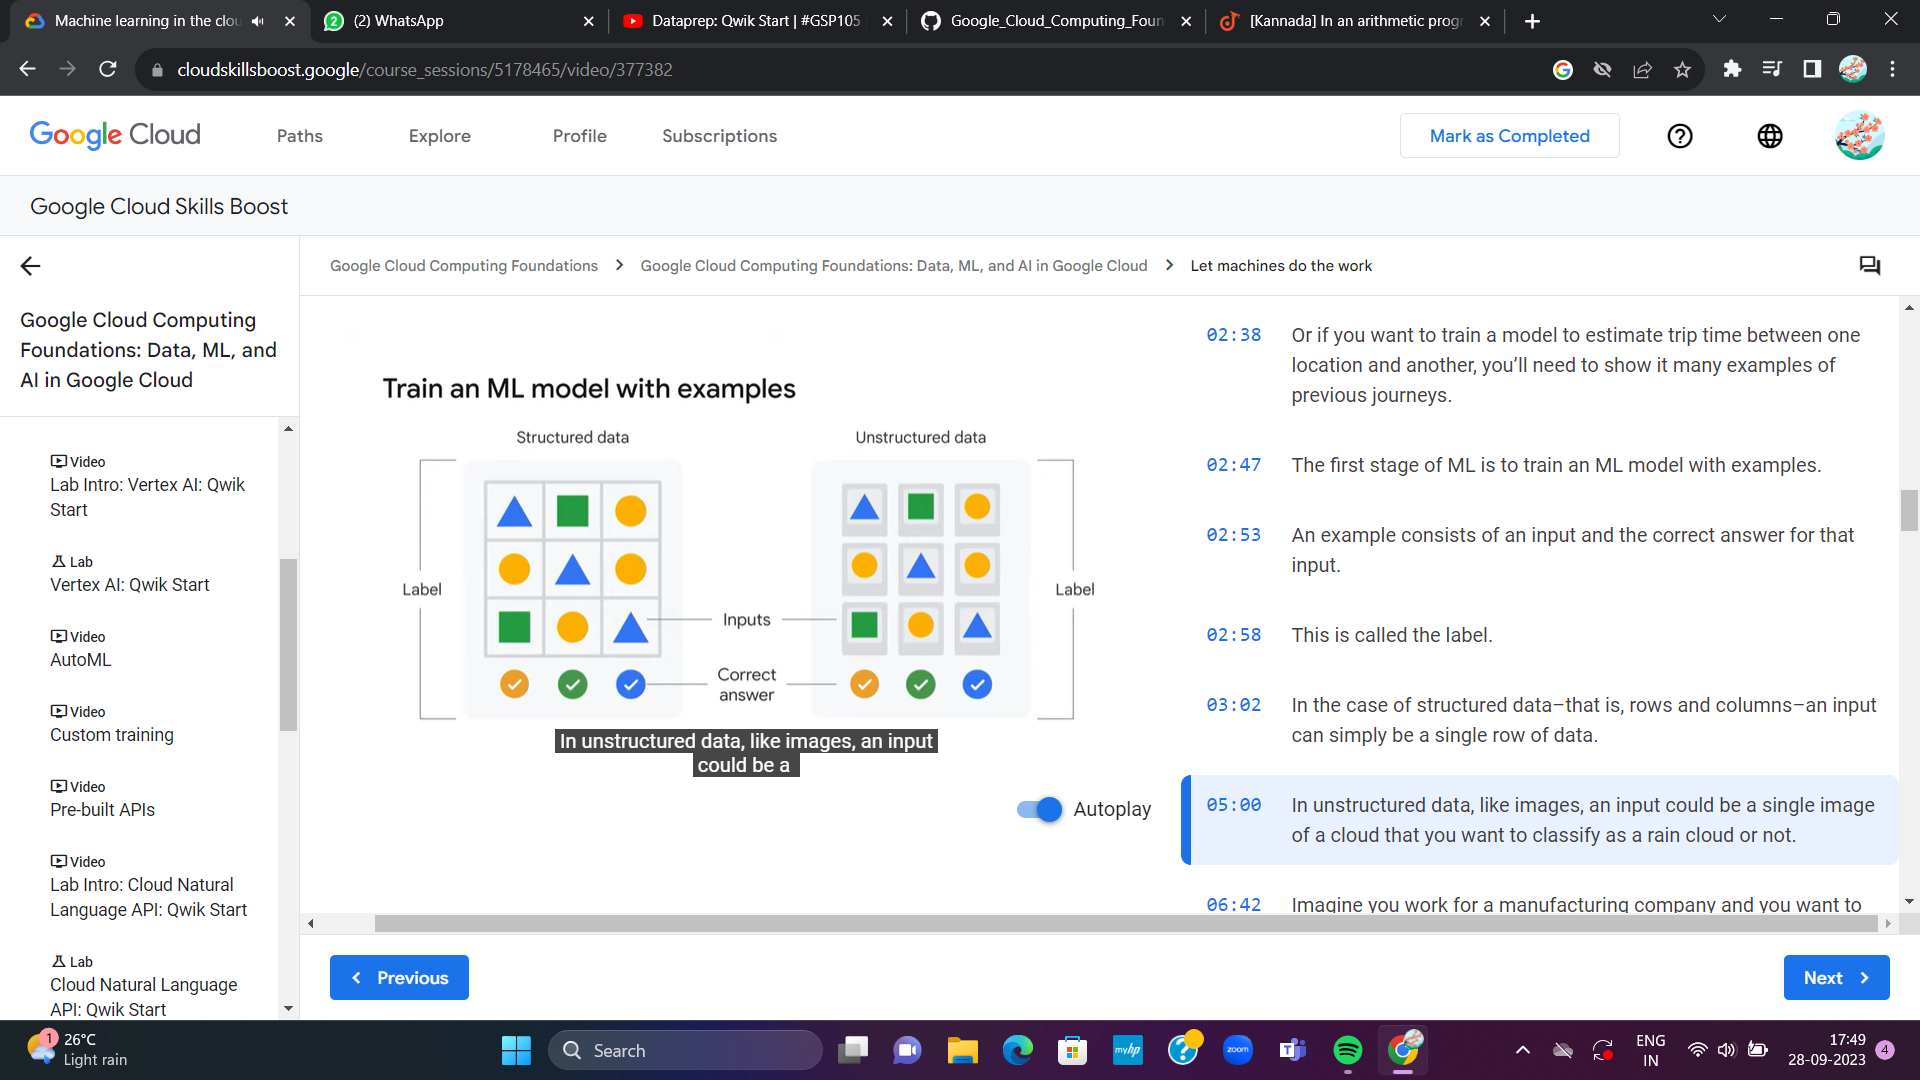 Machine learning in the clou
(2) WhatsApp
Dataprep: Qwik Start | #GSP105
Google_Cloud_Computing_Foun
[Kannada] In an arithmetic progr
cloudskillsboost.google/course_sessions/5178465/video/377382
Google Cloud
Paths
Explore
Profile
Subscriptions
Mark as Completed
Google Cloud Skills Boost
Google Cloud Computing Foundations
Google Cloud Computing Foundations: Data, ML, and AI in Google Cloud
Let machines do the work
Google Cloud Computing
Foundations: Data, ML, and
AI in Google Cloud
Video
Lab Intro: Vertex AI: Qwik
Start
Lab
Vertex AI: Qwik Start
Video
AutoML
Video
Custom training
Video
Pre-built APIs
Video
Lab Intro: Cloud Natural
Language API: Qwik Start
Lab
Cloud Natural Language
API: Qwik Start
Train an ML model with examples
Structured data
Unstructured data
Label
Inputs
Label
Correct
answer
In unstructured data, like images, an input
could be a
Autoplay
02:38 Or if you want to train a model to estimate trip time between one
location and another, you’ll need to show it many examples of
previous journeys.
02:47 The first stage of ML is to train an ML model with examples.
02:53 An example consists of an input and the correct answer for that
input.
02:58 This is called the label.
03:02 In the case of structured data–that is, rows and columns–an input
can simply be a single row of data.
05:00 In unstructured data, like images, an input could be a single image
of a cloud that you want to classify as a rain cloud or not.
06:42 Imagine you work for a manufacturing company and you want to
Previous
Next
1
26°C
Light rain
Search
myhp
zoom
ENG
IN
17:49
28-09-2023
4